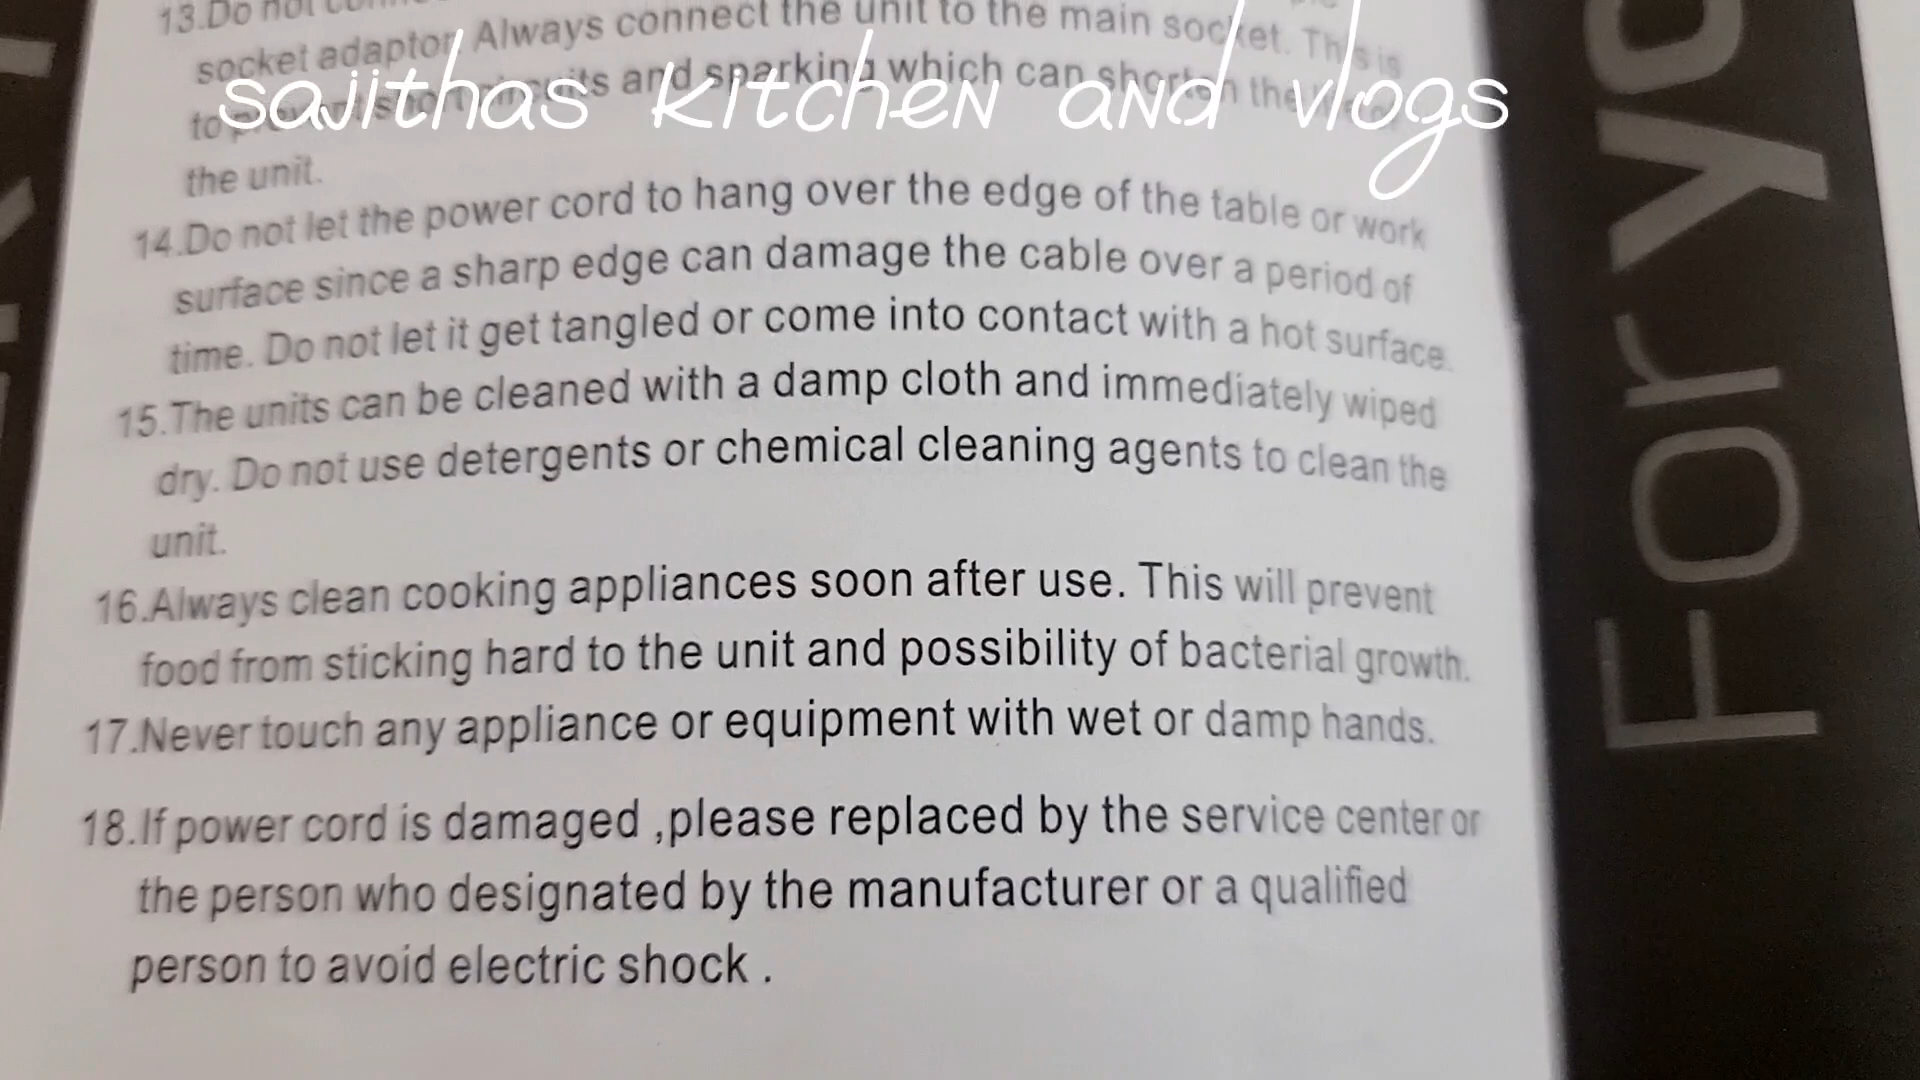 13.Do not
socket adaptor. Always connect the unit to the main socket. This is
to prevent short circuits and sparking which can shorten the
the unit.
14.Do not let the power cord to hang over the edge of the table or work
surface since a sharp edge can damage the cable over a period of
time. Do not let it get tangled or come into contact with a hot surface.
15.The units can be cleaned with a damp cloth and immediately wiped
dry. Do not use detergents or chemical cleaning agents to clean the
unit.
16.Always clean cooking appliances soon after use. This will prevent
food from sticking hard to the unit and possibility of bacterial growth.
17.Never touch any appliance or equipment with wet or damp hands.
18.If power cord is damaged ,please replaced by the service center or
the person who designated by the manufacturer or a qualified
person to avoid electric shock .
sajithas kitchen and vlogs
For yo